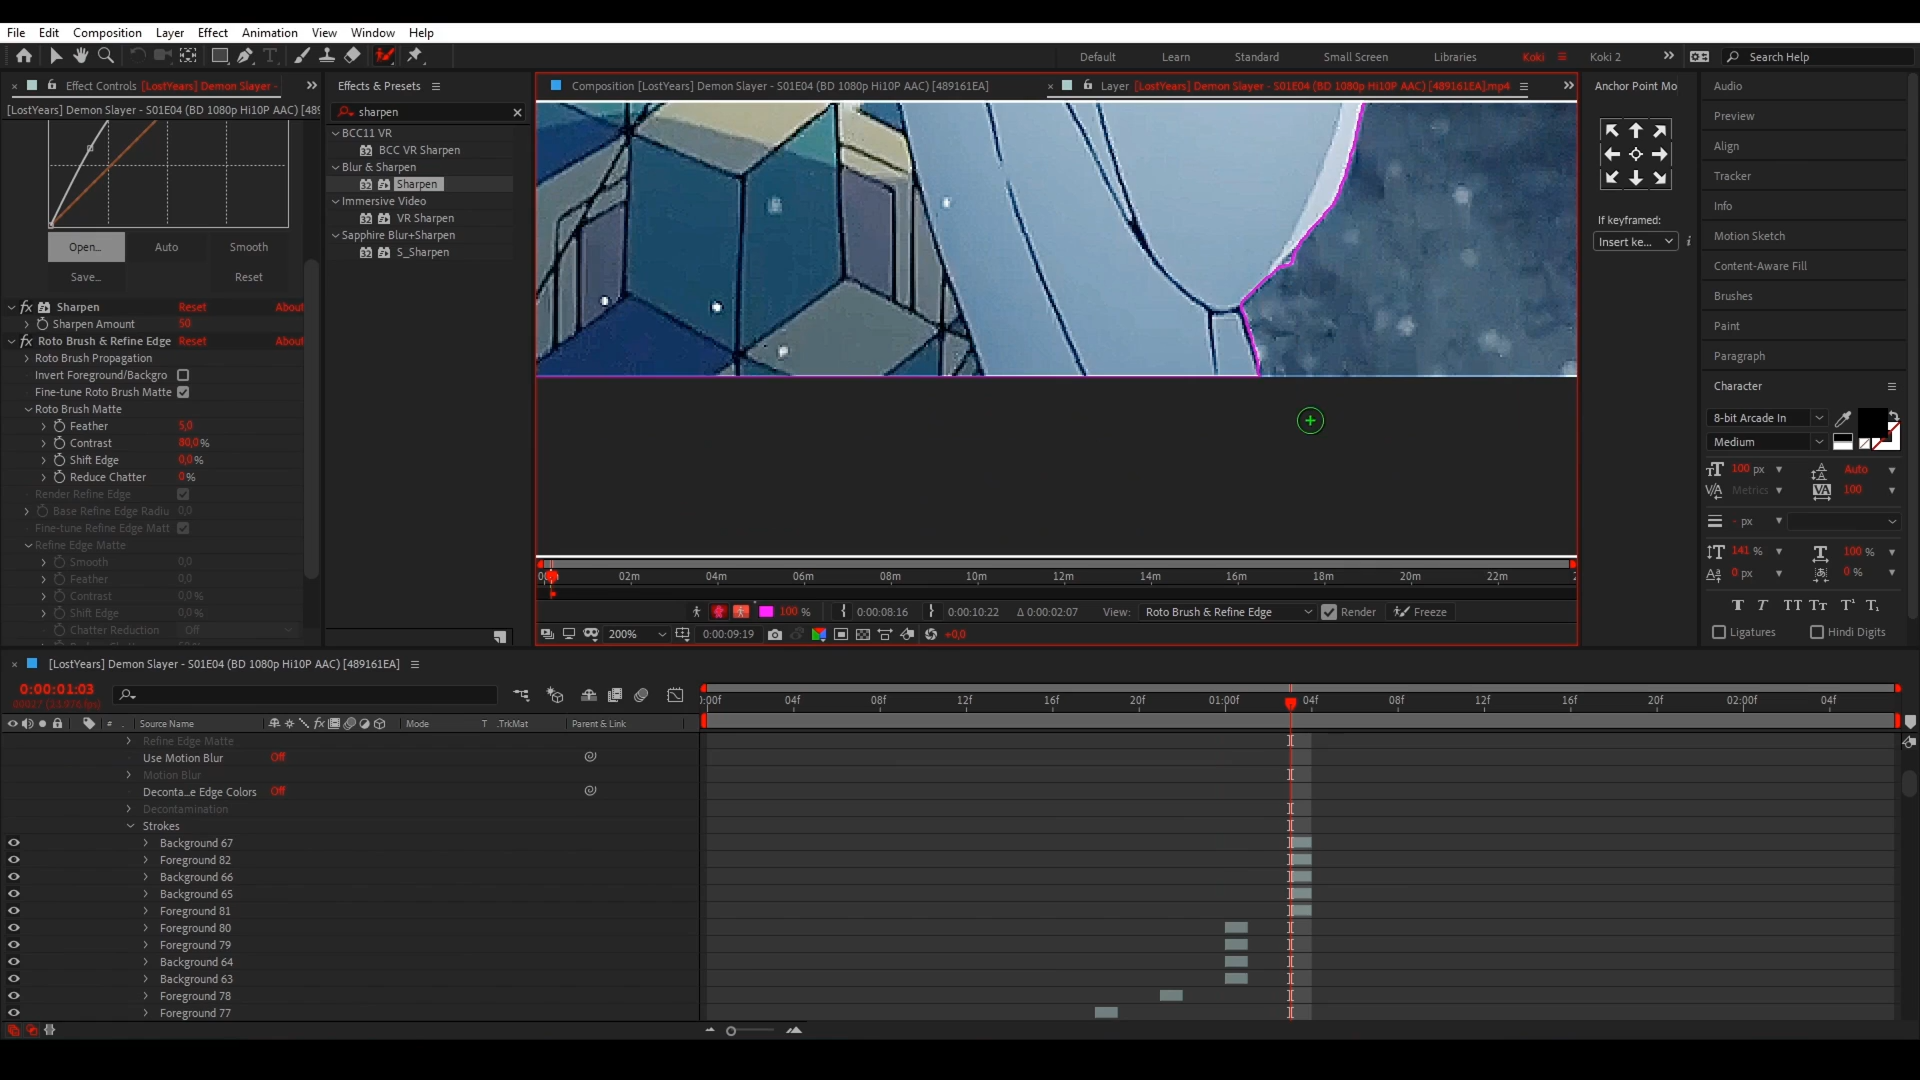 File Edit Composition Layer Effect Animation View Window Help
Default Learn Standard Small Screen Libraries Koki Koki 2 Search Help
Effect Controls [LostYears] Demon Slayer -
[LostYears] Demon Slayer - S01E04 (BD 1080p Hi10P AAC) [489
Open... Auto Smooth
Save... Reset
fx Sharpen Reset About
Sharpen Amount 50
fx Roto Brush & Refine Edge Reset About
Roto Brush Propagation
Invert Foreground/Backgro
Fine-tune Roto Brush Matte
Roto Brush Matte
Feather 5,0
Contrast 80,0%
Shift Edge 0,0%
Reduce Chatter 0%
Render Refine Edge
Base Refine Edge Radiu 0,0
Fine-tune Refine Edge Matt
Refine Edge Matte
Smooth 0,0
Feather 0,0
Contrast 0,0%
Shift Edge 0,0%
Chatter Reduction Off
Effects & Presets
sharpen
BCC11 VR
BCC VR Sharpen
Blur & Sharpen
Sharpen
Immersive Video
VR Sharpen
Sapphire Blur+Sharpen
S_Sharpen
Composition [LostYears] Demon Slayer - S01E04 (BD 1080p Hi10P AAC) [489161EA]
Layer [LostYears] Demon Slayer - S01E04 (BD 1080p Hi10P AAC) [489161EA].mp4
02m 04m 06m 08m 10m 12m 14m 16m 18m 20m 22m
100 % 0:00:08:16 0:00:10:22 Δ 0:00:02:07 View: Roto Brush & Refine Edge Render Freeze
200% 0:00:09:19 +0,0
Anchor Point Mo
If keyframed:
Insert ke...
Audio
Preview
Align
Tracker
Info
Motion Sketch
Content-Aware Fill
Brushes
Paint
Paragraph
Character
8-bit Arcade In
Medium
100 px Auto
Metrics 100
- px
141 % 100 %
0 px 0 %
T T TT Tт T¹ T₁
Ligatures Hindi Digits
[LostYears] Demon Slayer - S01E04 (BD 1080p Hi10P AAC) [489161EA]
0:00:01:03
:00f 04f 08f 12f 16f 20f 01:00f 04f 08f 12f 16f 20f 02:00f 04f
# Source Name fx Mode T .TrkMat Parent & Link
Refine Edge Matte
Use Motion Blur Off
Motion Blur
Deconta...e Edge Colors Off
Decontamination
Strokes
Background 67
Foreground 82
Background 66
Background 65
Foreground 81
Foreground 80
Foreground 79
Background 64
Background 63
Foreground 78
Foreground 77